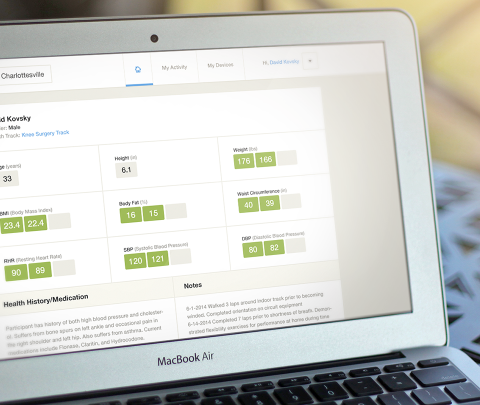 Charlottesville
My Activity
My Devices
Hi, David Kovsky
id Kovsky
er: Male
h Track: Knee Surgery Track
ge (years)
33
Height (in)
6.1
Weight (lbs)
176 166
BMI (Body Mass Index)
23.4 22.4
Body Fat (%)
16 15
Waist Circumference (in)
40 39
RHR (Resting Heart Rate)
90 89
SBP (Systolic Blood Pressure)
120 121
DBP (Diastolic Blood Pressure)
80 82
Health History/Medication
Participant has history of both high blood pressure and cholester
ol. Suffers from bone spurs on left ankle and occasional pain in
the right shoulder and left hip. Also suffers from asthma. Current
medications include Flonase, Claritin, and Hydrocodone.
Notes
6-1-2014 Walked 3 laps around indoor track prior to becoming
winded. Completed orientation on circuit equipment
6-14-2014 Completed 7 laps prior to shortness of breath. Demon-
strated flexibility exercises for performance at home during time
MacBook Air